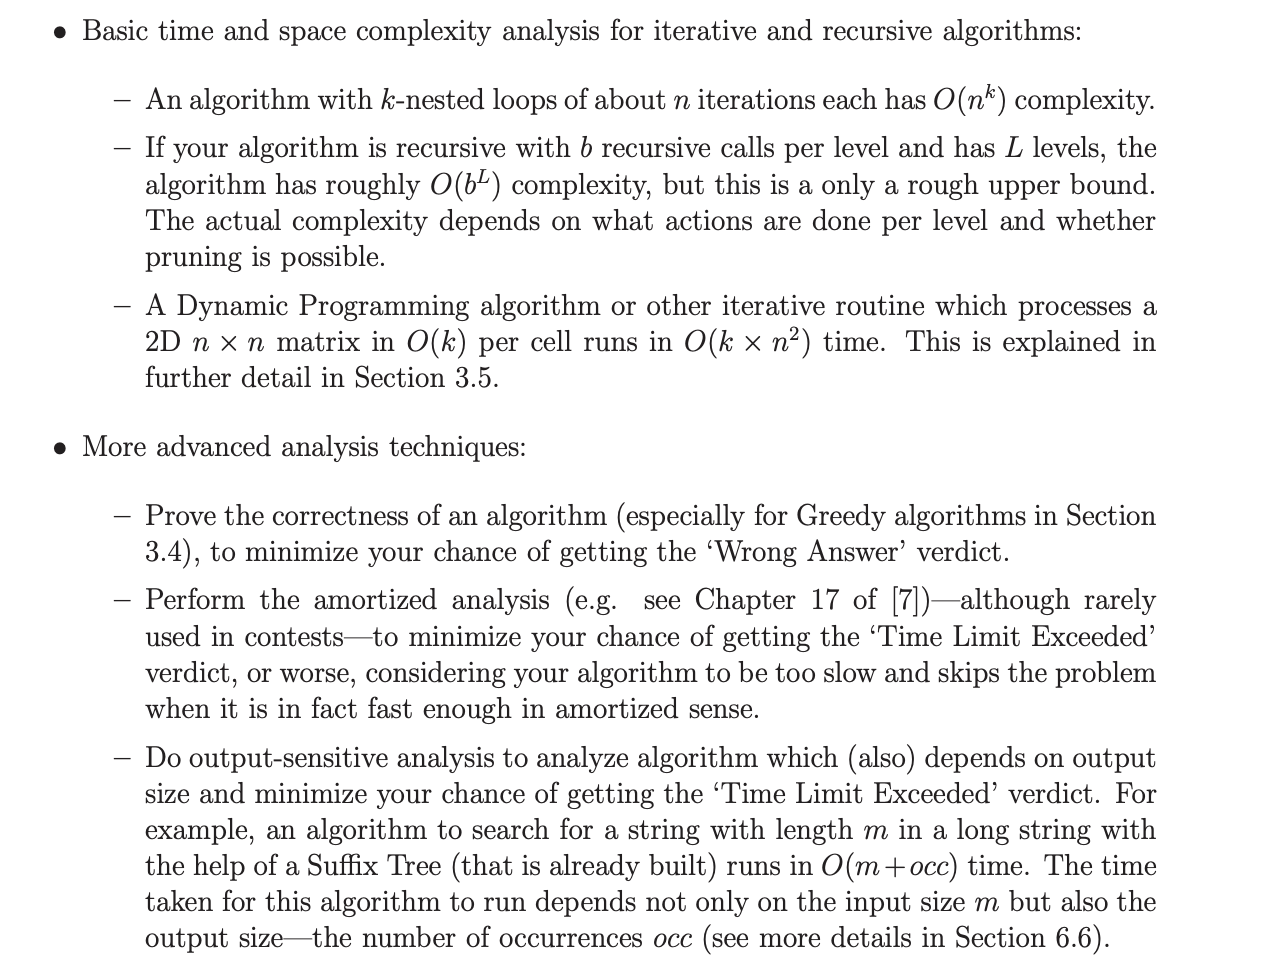 • Basic time and space complexity analysis for iterative and recursive algorithms:
– An algorithm with k-nested loops of about n iterations each has O(n^k) complexity.
– If your algorithm is recursive with b recursive calls per level and has L levels, the
algorithm has roughly O(b^L) complexity, but this is a only a rough upper bound.
The actual complexity depends on what actions are done per level and whether
pruning is possible.
– A Dynamic Programming algorithm or other iterative routine which processes a
2D n × n matrix in O(k) per cell runs in O(k × n²) time. This is explained in
further detail in Section 3.5.
• More advanced analysis techniques:
– Prove the correctness of an algorithm (especially for Greedy algorithms in Section
3.4), to minimize your chance of getting the ‘Wrong Answer’ verdict.
– Perform the amortized analysis (e.g. see Chapter 17 of [7])—although rarely
used in contests—to minimize your chance of getting the ‘Time Limit Exceeded’
verdict, or worse, considering your algorithm to be too slow and skips the problem
when it is in fact fast enough in amortized sense.
– Do output-sensitive analysis to analyze algorithm which (also) depends on output
size and minimize your chance of getting the ‘Time Limit Exceeded’ verdict. For
example, an algorithm to search for a string with length m in a long string with
the help of a Suffix Tree (that is already built) runs in O(m+occ) time. The time
taken for this algorithm to run depends not only on the input size m but also the
output size—the number of occurrences occ (see more details in Section 6.6).